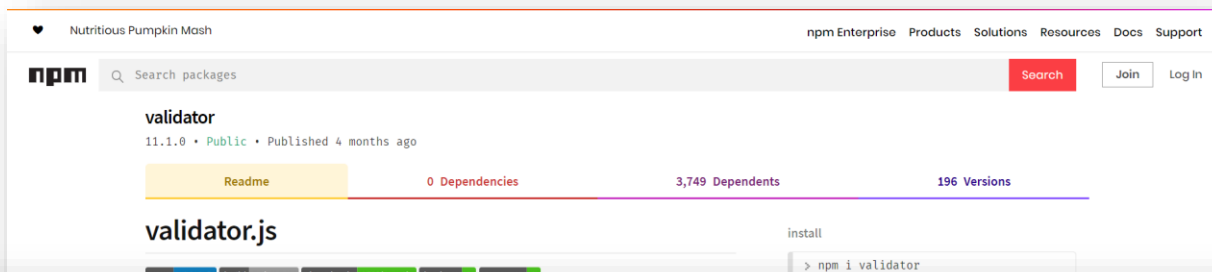 Nutritious Pumpkin Mash
npm Enterprise Products Solutions Resources Docs Support
npm Search packages Search Join Log In
validator
11.1.0 • Public • Published 4 months ago
Readme 0 Dependencies 3,749 Dependents 196 Versions
validator.js
install
> npm i validator